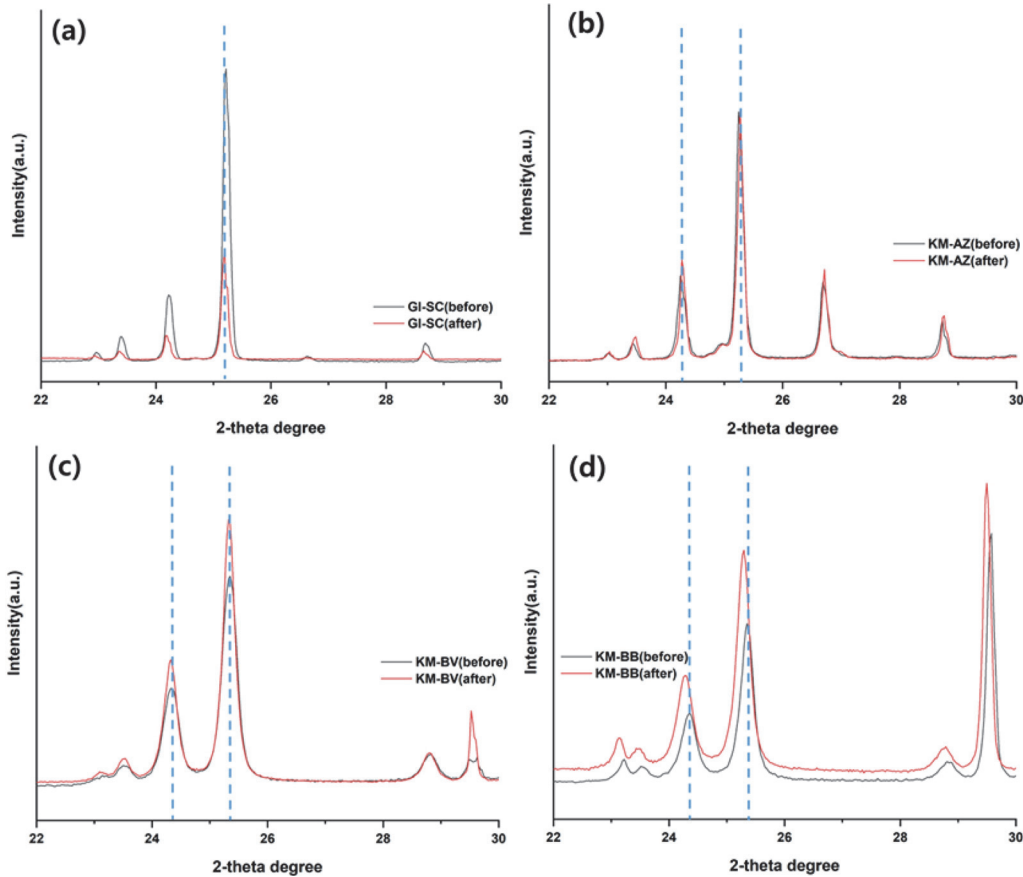 (a)
Intensity(a.u.)
GI-SC(before)
GI-SC(after)
22 24 26 28 30
2-theta degree
(b)
Intensity(a.u.)
KM-AZ(before)
KM-AZ(after)
22 24 26 28 30
2-theta degree
(c)
Intensity(a.u.)
KM-BV(before)
KM-BV(after)
22 24 26 28 30
2-theta degree
(d)
Intensity(a.u.)
KM-BB(before)
KM-BB(after)
22 24 26 28 30
2-theta degree